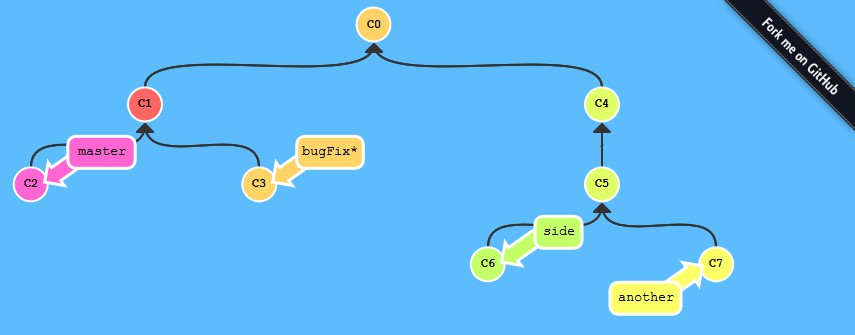 C0
Fork me on GitHub
C1
C4
master
bugFix*
C2
C3
C5
side
C6
C7
another